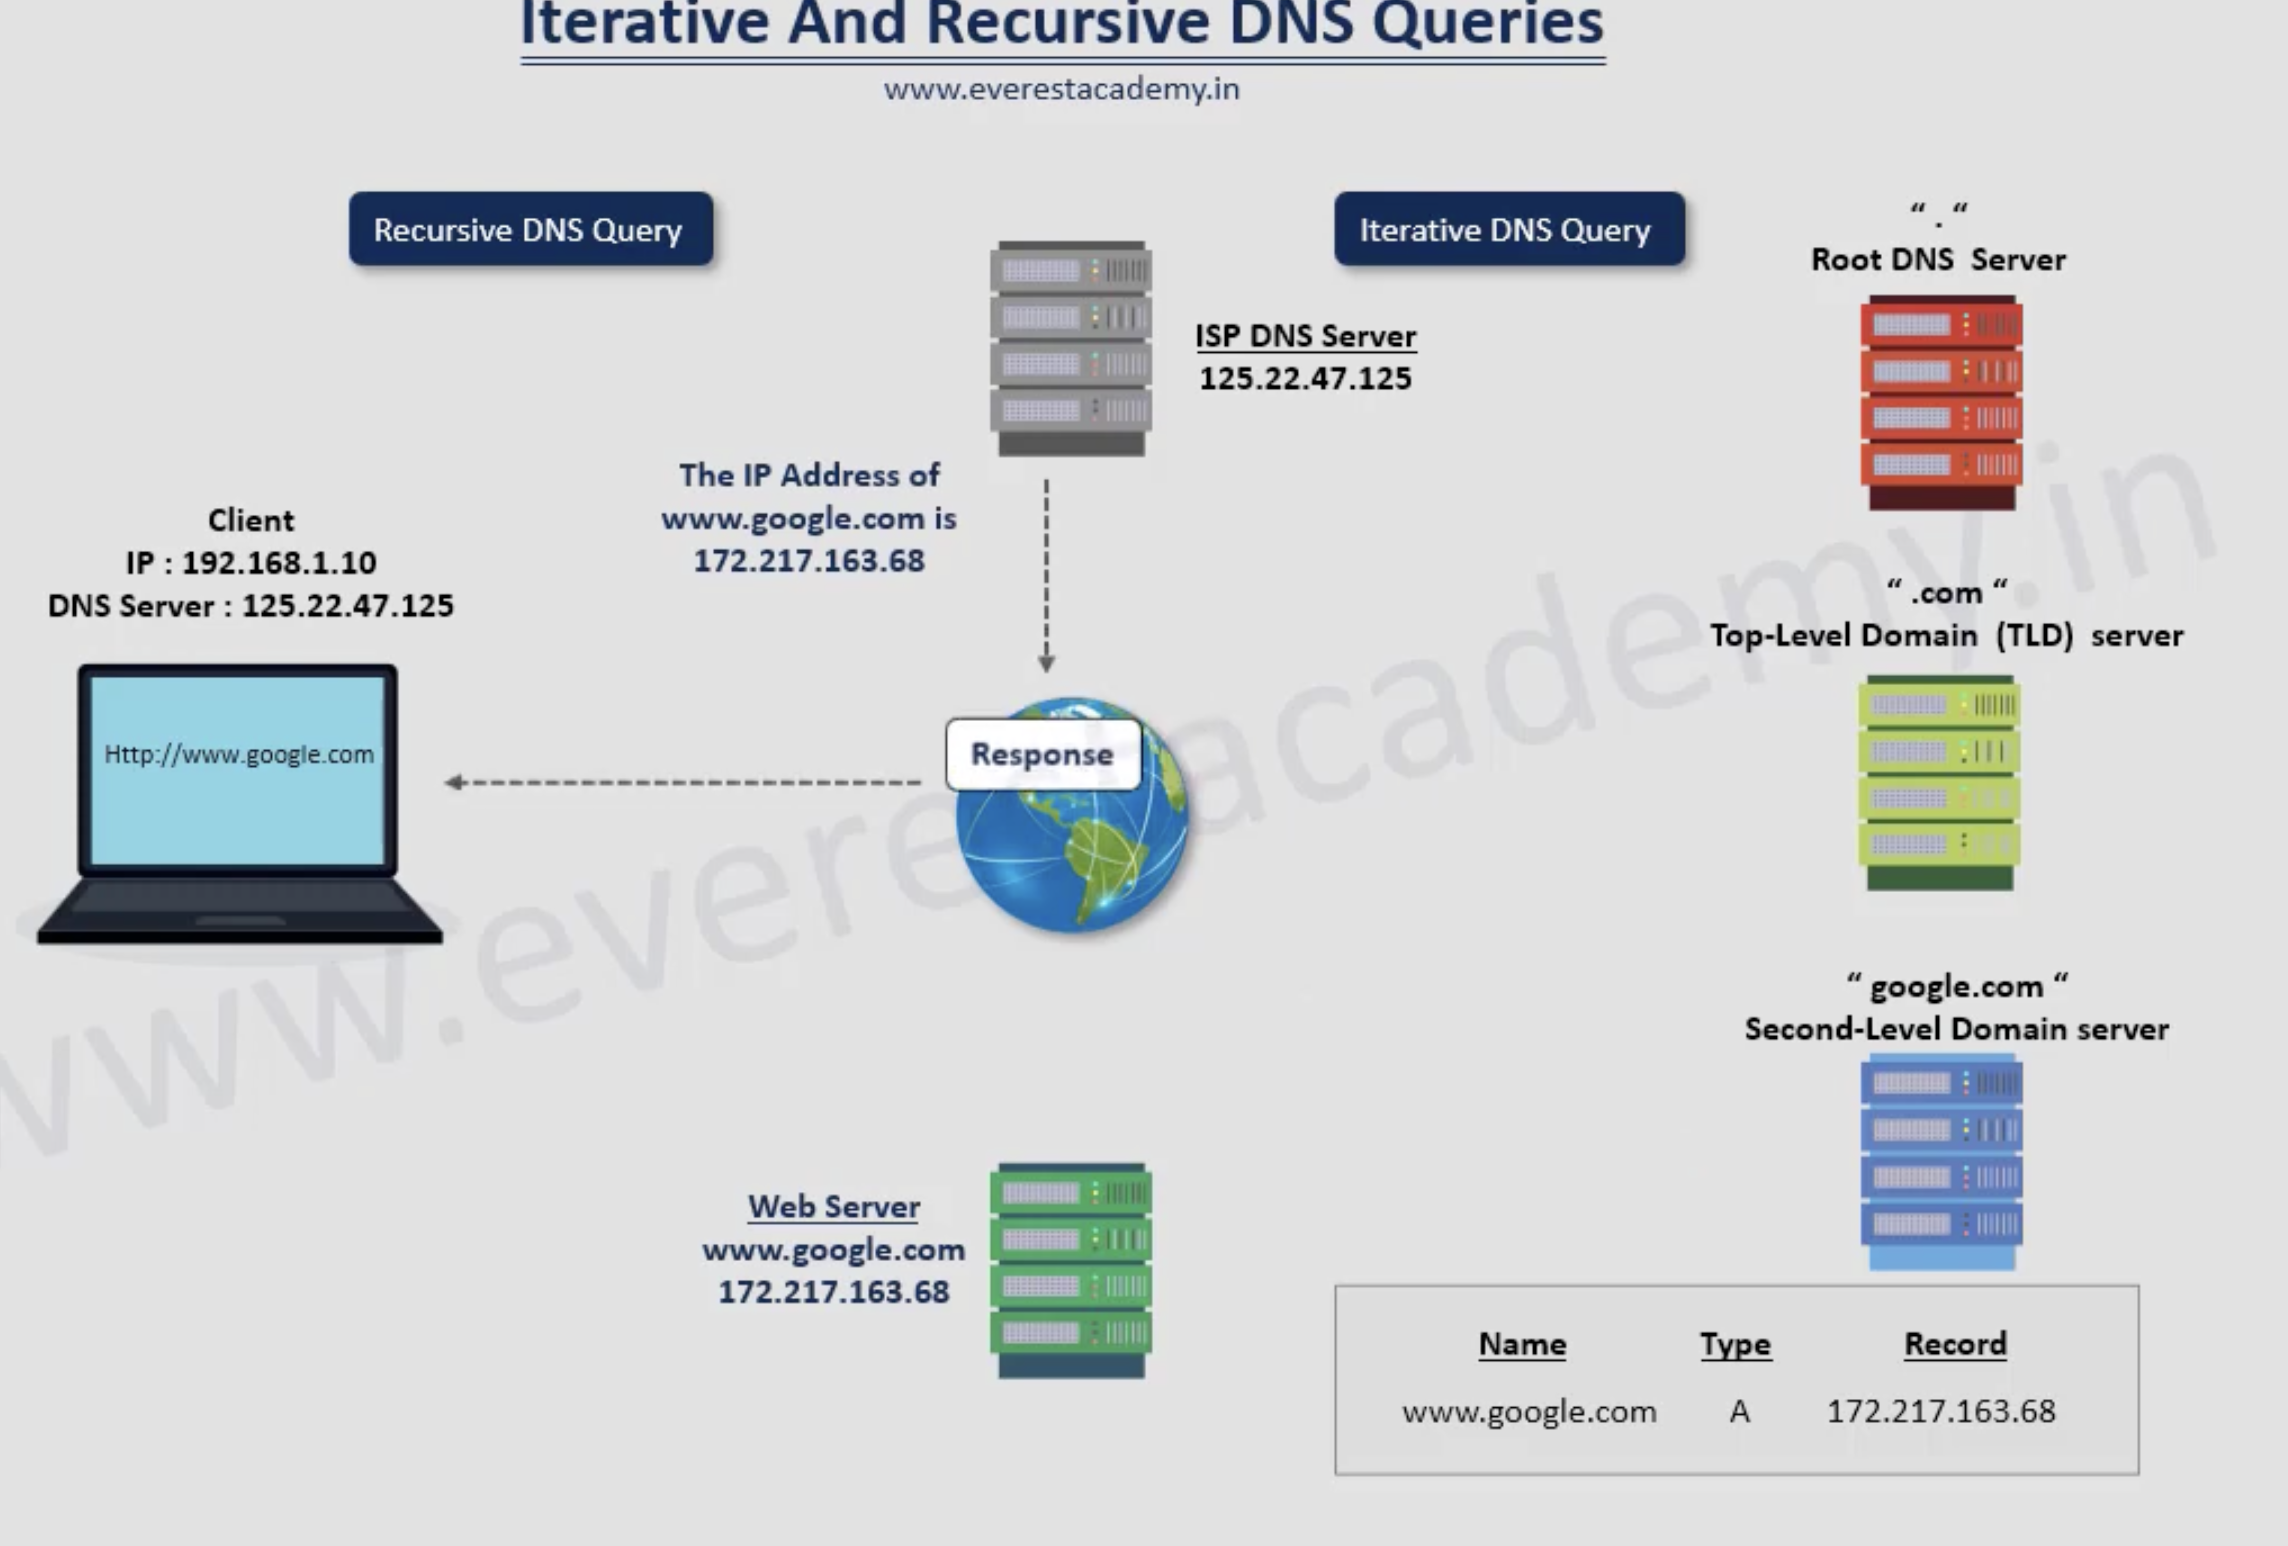 Iterative And Recursive DNS Queries
www.everestacademy.in
Recursive DNS Query
Iterative DNS Query
ISP DNS Server
125.22.47.125
“ . “
Root DNS Server
The IP Address of
www.google.com is
172.217.163.68
Client
IP : 192.168.1.10
DNS Server : 125.22.47.125
Http://www.google.com
Response
“ .com “
Top-Level Domain (TLD) server
“ google.com “
Second-Level Domain server
Web Server
www.google.com
172.217.163.68
Name Type Record
www.google.com A 172.217.163.68
www.everestacademy.in